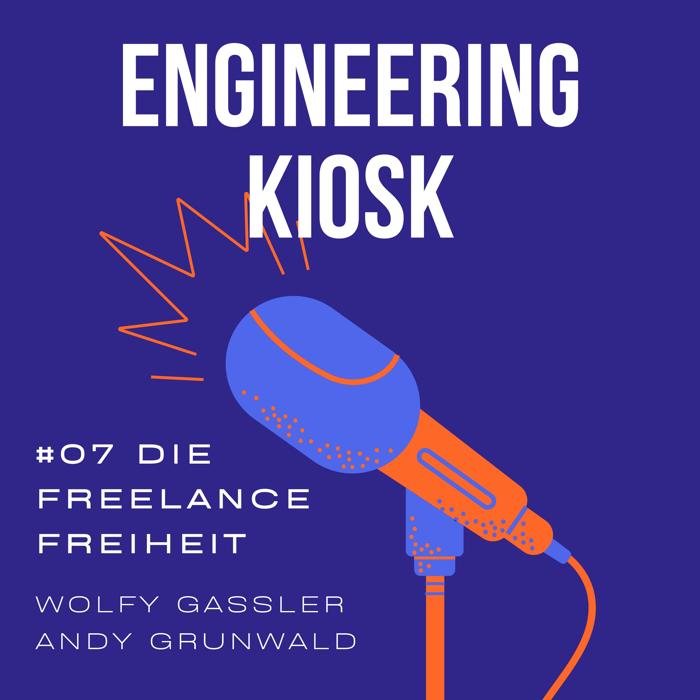 ENGINEERING
KIOSK
#07 DIE
FREELANCE
FREIHEIT
WOLFY GASSLER
ANDY GRUNWALD